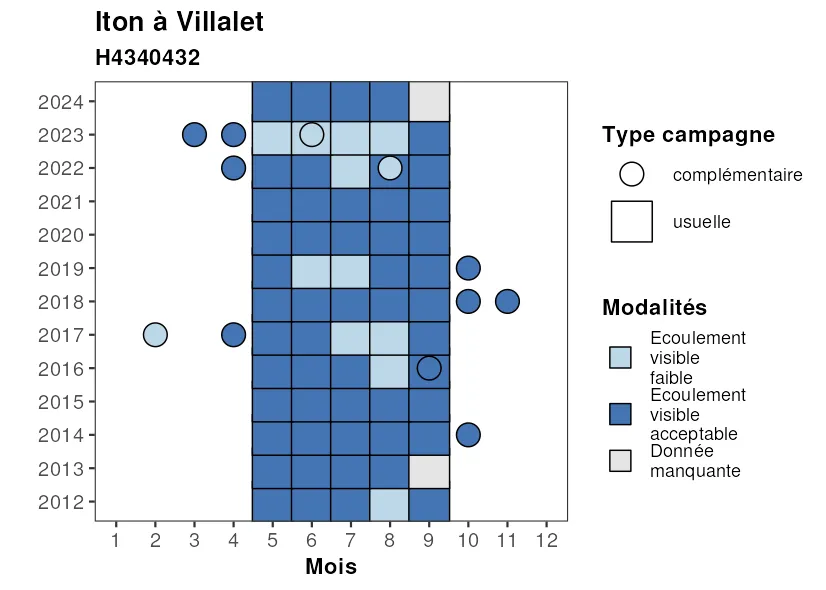 Iton à Villalet
H4340432
2024
2023
2022
2021
2020
2019
2018
2017
2016
2015
2014
2013
2012
1 2 3 4 5 6 7 8 9 10 11 12
Mois
Type campagne
complémentaire
usuelle
Modalités
Ecoulement
visible
faible
Ecoulement
visible
acceptable
Donnée
manquante